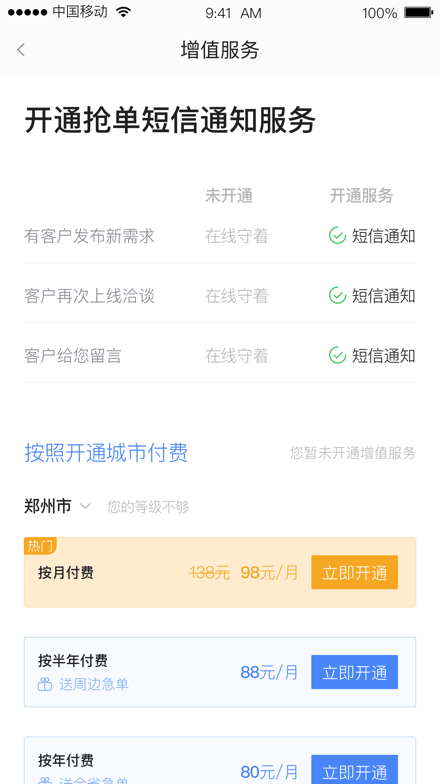 中国移动 9:41 AM 100%
增值服务
开通抢单短信通知服务
未开通 开通服务
有客户发布新需求 在线守着 短信通知
客户再次上线洽谈 在线守着 短信通知
客户给您留言 在线守着 短信通知
按照开通城市付费 您暂未开通增值服务
郑州市 您的等级不够
热门
按月付费 138元 98元/月 立即开通
按半年付费
送周边急单 88元/月 立即开通
按年付费
送全省急单 80元/月 立即开通